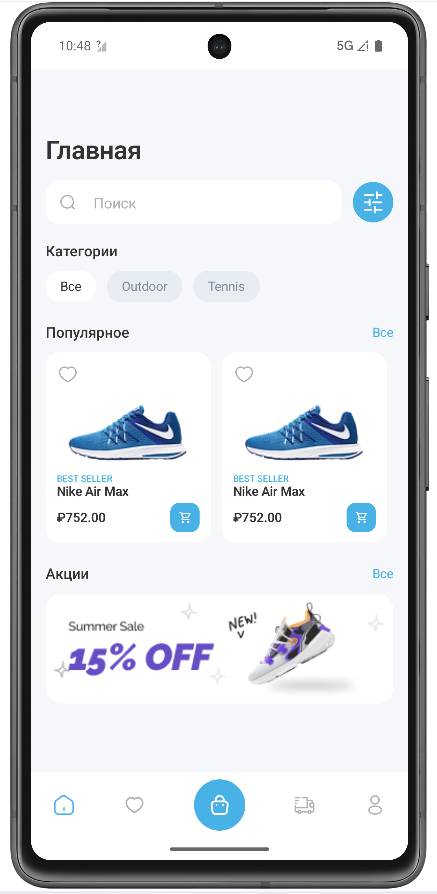 10:48
5G
Главная
Поиск
Категории
Все Outdoor Tennis
Популярное Все
BEST SELLER BEST SELLER
Nike Air Max Nike Air Max
₽752.00 ₽752.00
Акции Все
Summer Sale
15% OFF
NEW!